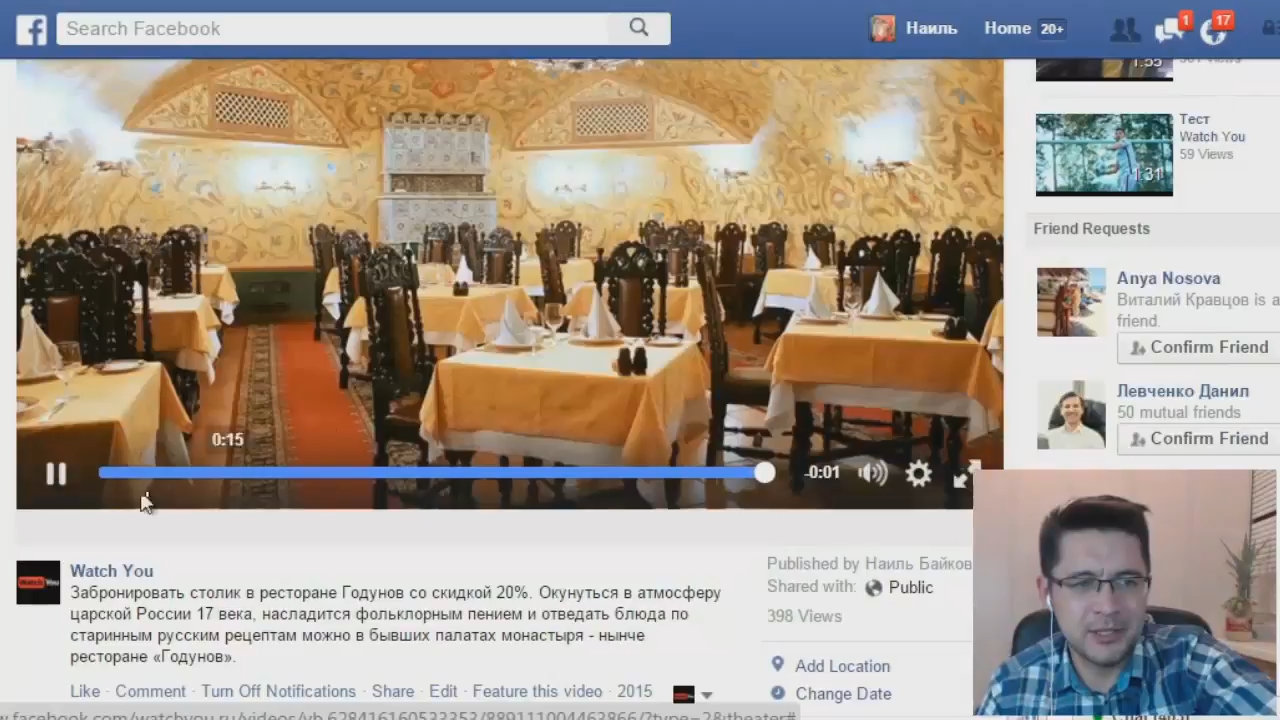 Search Facebook
Наиль
Home 20+
1
17
1:55
Тест
Watch You
59 Views
1:31
Friend Requests
Anya Nosova
Виталий Кравцов is a
friend.
Confirm Friend
Левченко Данил
50 mutual friends
Confirm Friend
0:15
-0:01
Watch You
Забронировать столик в ресторане Годунов со скидкой 20%. Окунуться в атмосферу
царской России 17 века, насладится фольклорным пением и отведать блюда по
старинным русским рецептам можно в бывших палатах монастыря - нынче
ресторане «Годунов».
Like · Comment · Turn Off Notifications · Share · Edit · Feature this video · 2015
Published by Наиль Байков
Shared with: Public
398 Views
Add Location
Change Date